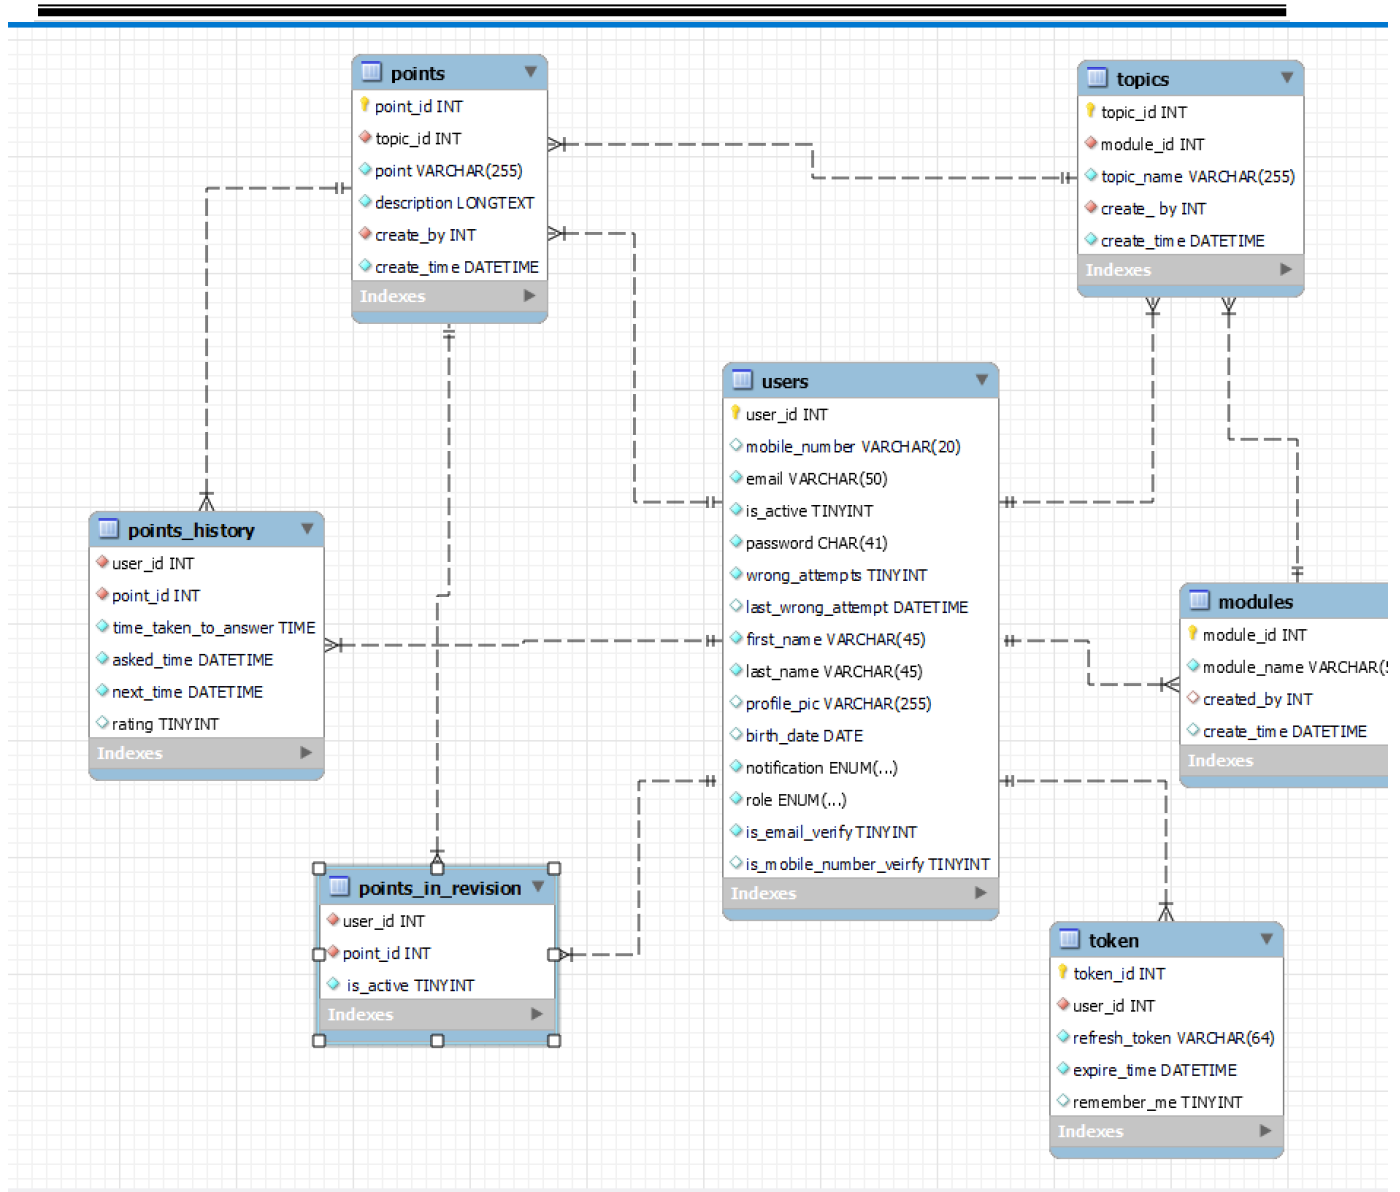 points
point_id INT
topic_id INT
point VARCHAR(255)
description LONGTEXT
create_by INT
create_time DATETIME
Indexes
topics
topic_id INT
module_id INT
topic_name VARCHAR(255)
create_ by INT
create_time DATETIME
Indexes
users
user_id INT
mobile_number VARCHAR(20)
email VARCHAR(50)
is_active TINYINT
password CHAR(41)
wrong_attempts TINYINT
last_wrong_attempt DATETIME
first_name VARCHAR(45)
last_name VARCHAR(45)
profile_pic VARCHAR(255)
birth_date DATE
notification ENUM(...)
role ENUM(...)
is_email_verify TINYINT
is_mobile_number_veirfy TINYINT
Indexes
points_history
user_id INT
point_id INT
time_taken_to_answer TIME
asked_time DATETIME
next_time DATETIME
rating TINYINT
Indexes
modules
module_id INT
module_name VARCHAR(
created_by INT
create_time DATETIME
Indexes
points_in_revision
user_id INT
point_id INT
is_active TINYINT
Indexes
token
token_id INT
user_id INT
refresh_token VARCHAR(64)
expire_time DATETIME
remember_me TINYINT
Indexes